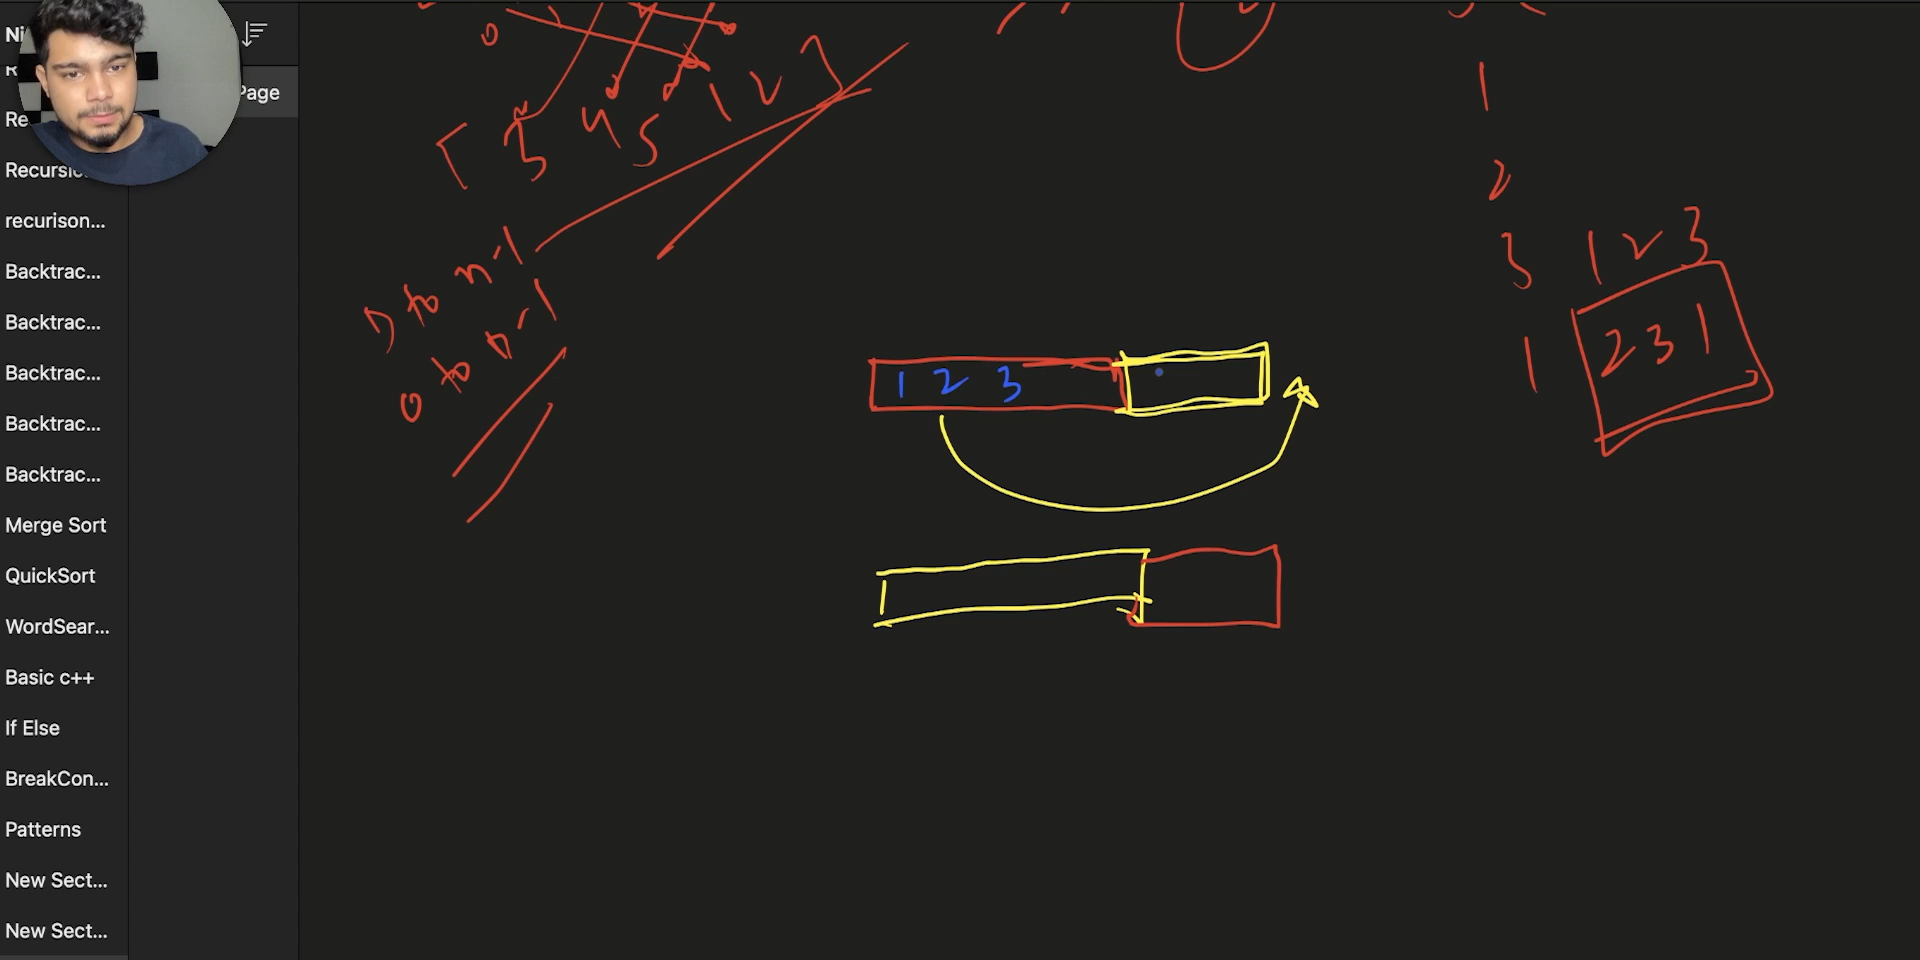 Ni
Page
Re
Recursio
recurison...
Backtrac...
Backtrac...
Backtrac...
Backtrac...
Backtrac...
Merge Sort
QuickSort
WordSear...
Basic c++
If Else
BreakCon...
Patterns
New Sect...
New Sect...
0
[ 3 4 5 1 2 ]
D to n-1
0 to D-1
1 2 3
1
2
3
1
1 2 3
2 3 1